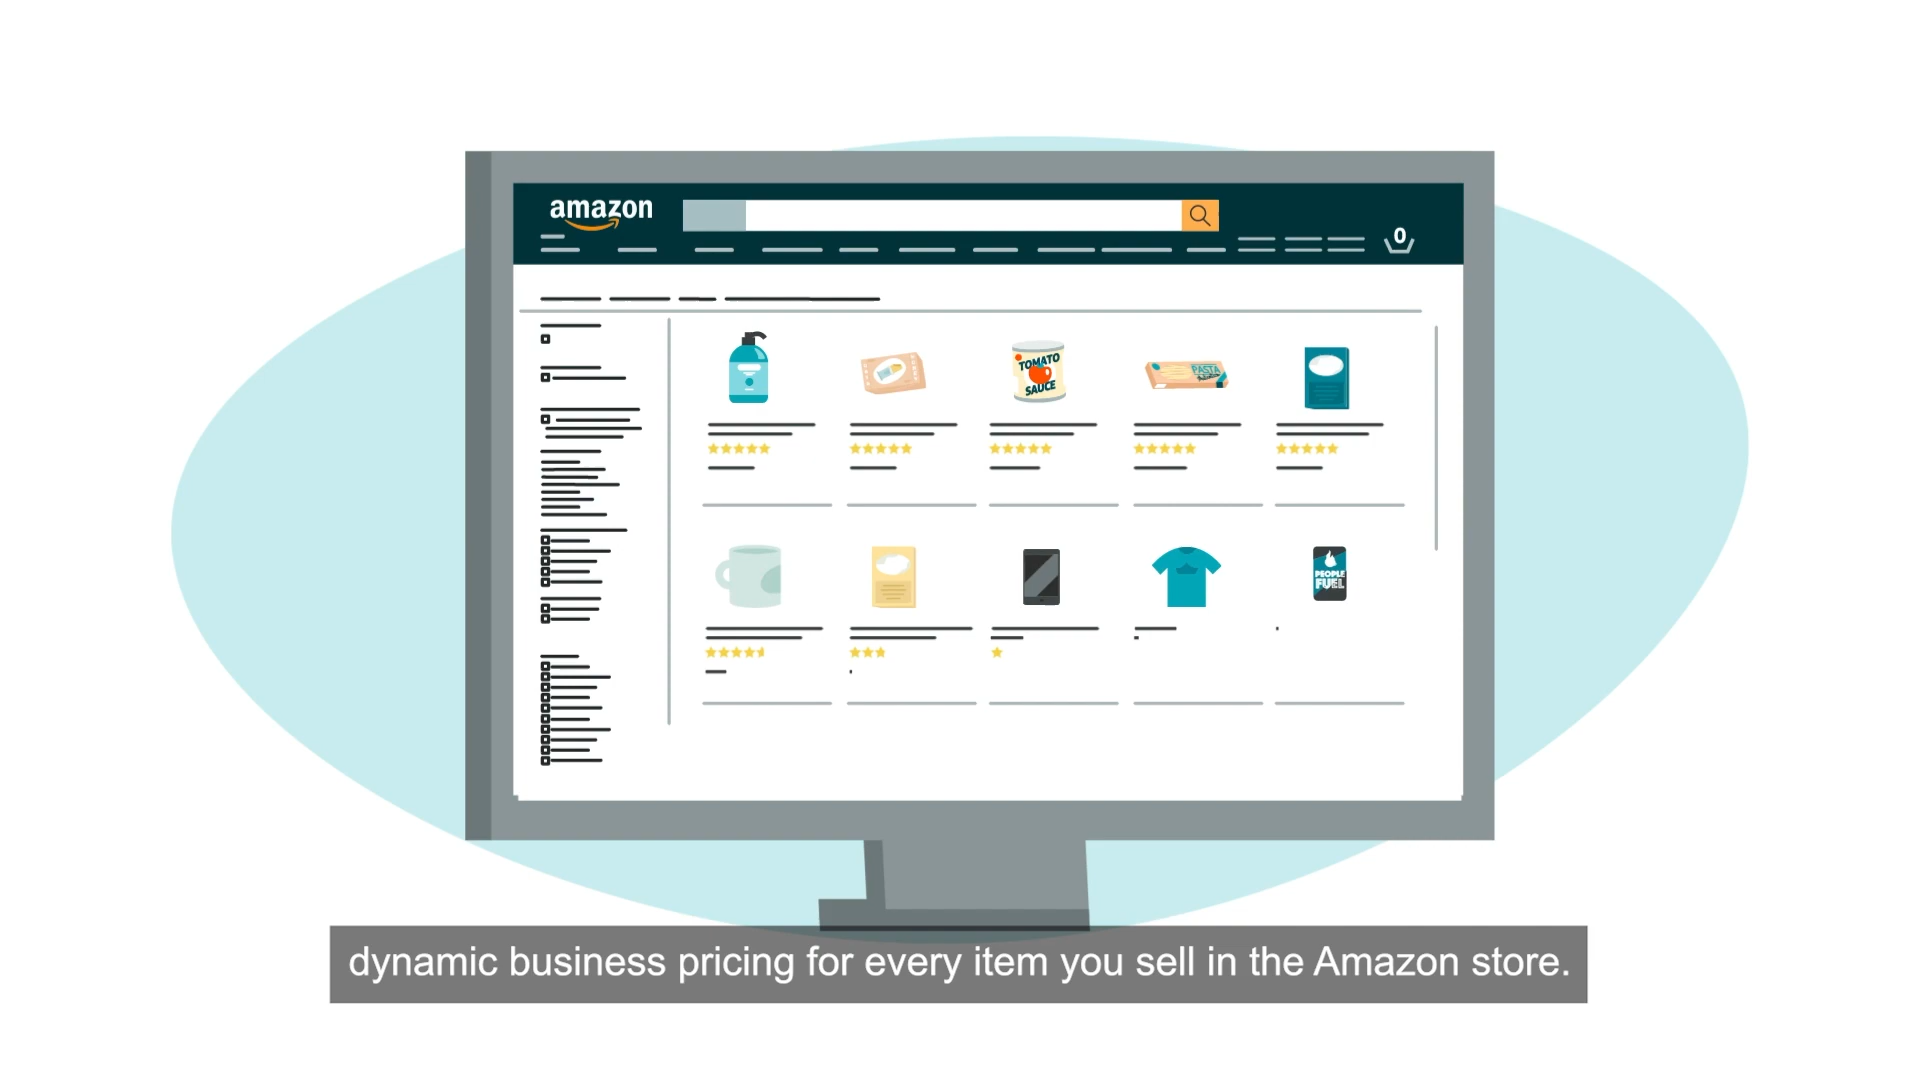 amazon
0
TOMATO
SAUCE
PASTA
PEOPLE
FUEL
dynamic business pricing for every item you sell in the Amazon store.